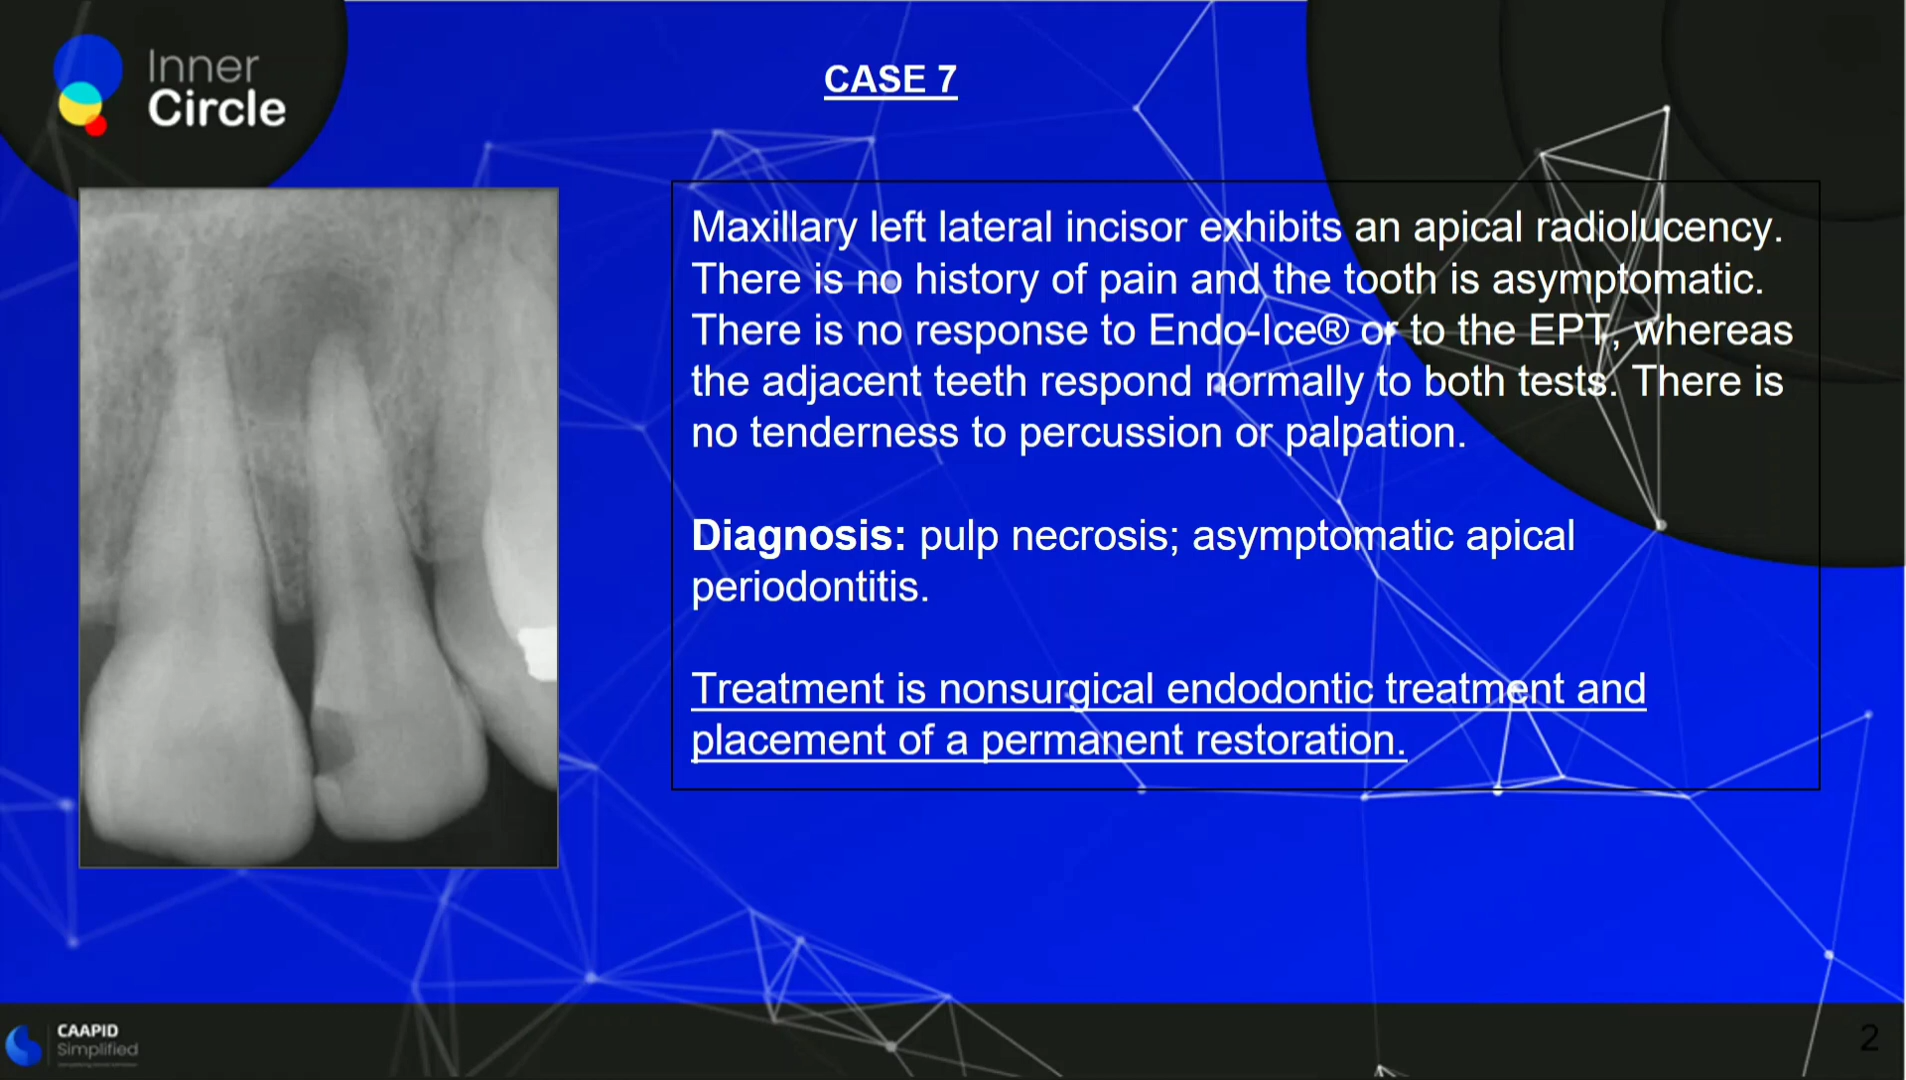 Inner
Circle
CASE 7
Maxillary left lateral incisor exhibits an apical radiolucency.
There is no history of pain and the tooth is asymptomatic.
There is no response to Endo-Ice® or to the EPT, whereas
the adjacent teeth respond normally to both tests. There is
no tenderness to percussion or palpation.
Diagnosis: pulp necrosis; asymptomatic apical
periodontitis.
Treatment is nonsurgical endodontic treatment and
placement of a permanent restoration.
CAAPID
Simplified
2